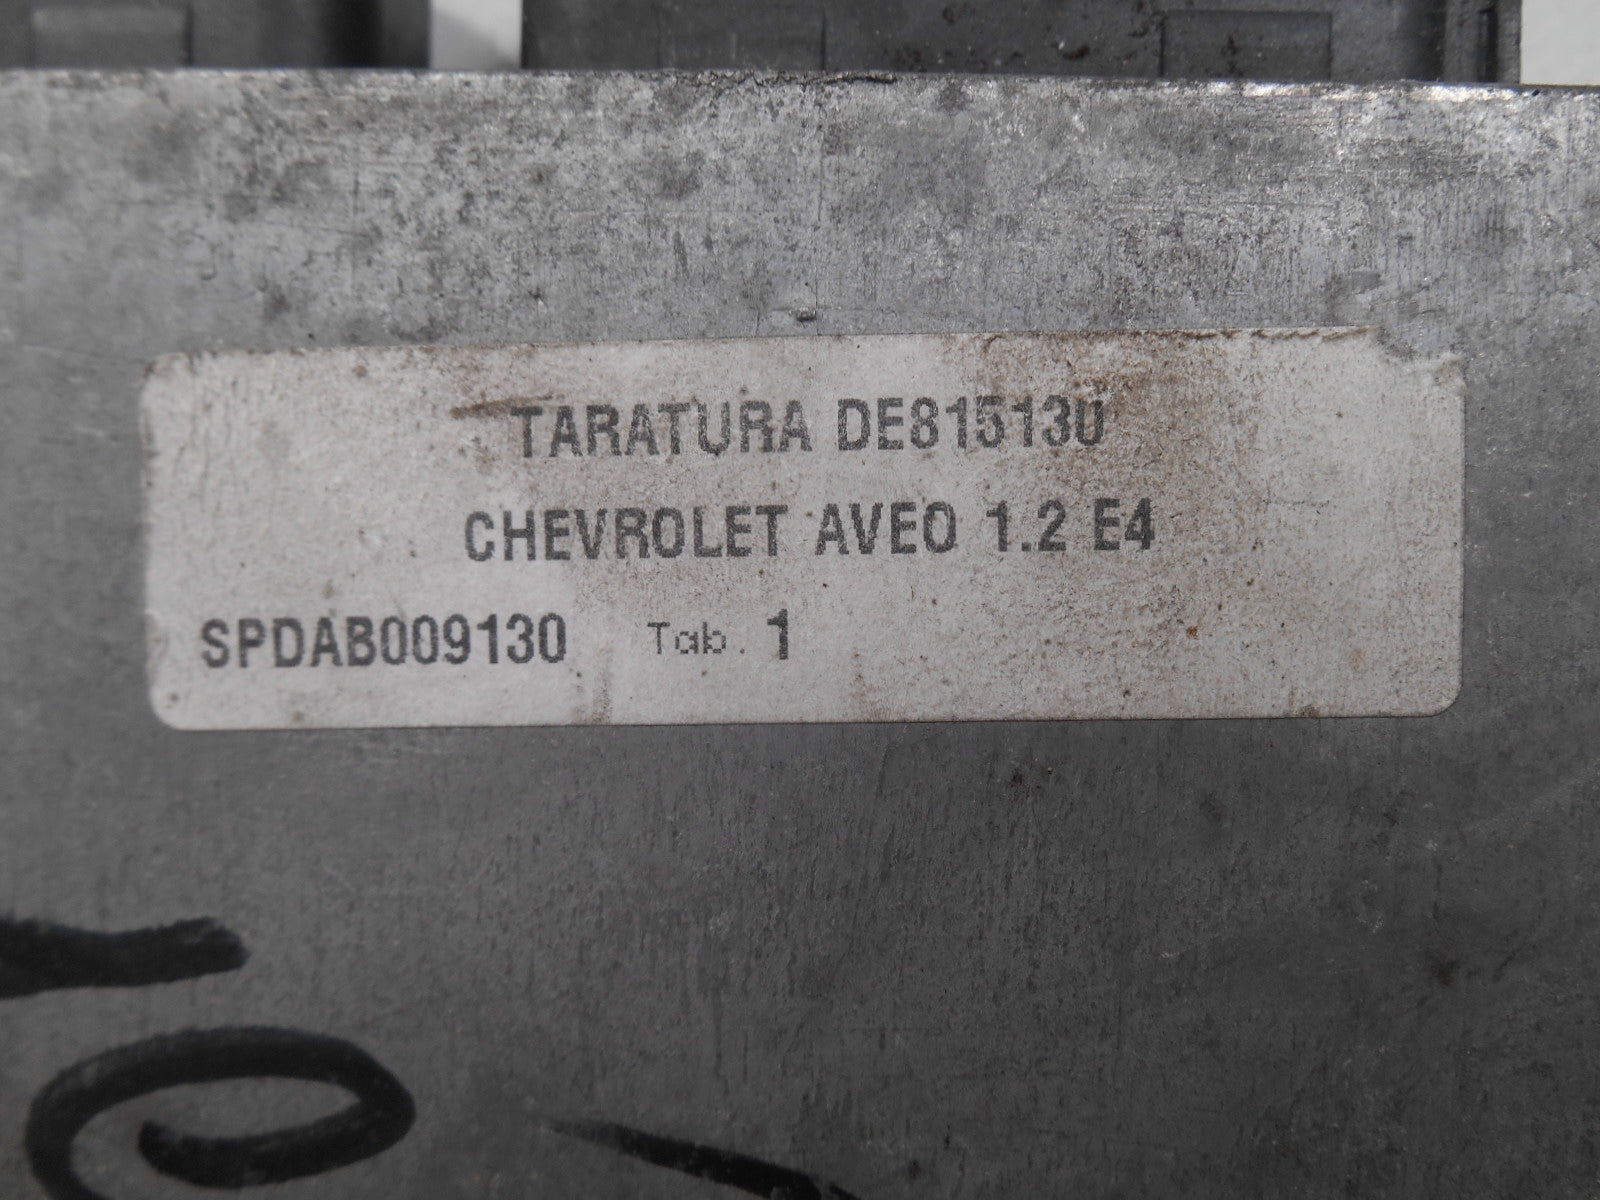 TARATURA DE815130
CHEVROLET AVEO 1.2 E4
SPDAB009130 Tab. 1